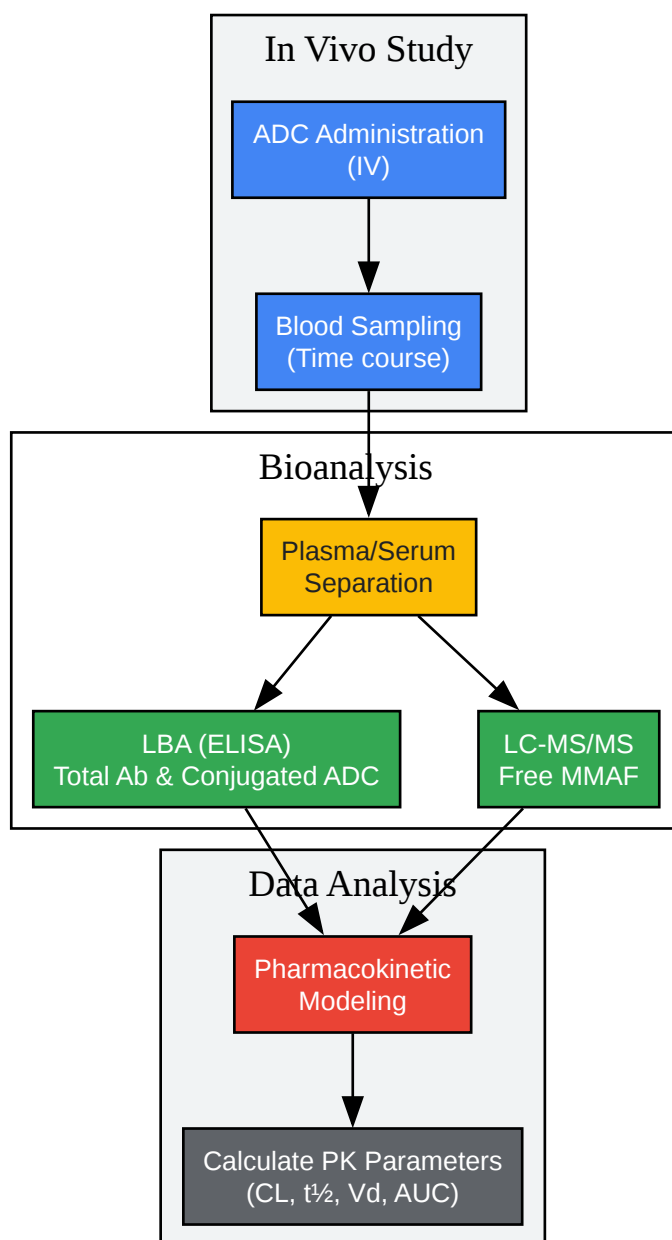 In Vivo Study
ADC Administration
(IV)
Blood Sampling
(Time course)
Bioanalysis
Plasma/Serum
Separation
LBA (ELISA)
Total Ab & Conjugated ADC
LC-MS/MS
Free MMAF
Data Analysis
Pharmacokinetic
Modeling
Calculate PK Parameters
(CL, t½, Vd, AUC)